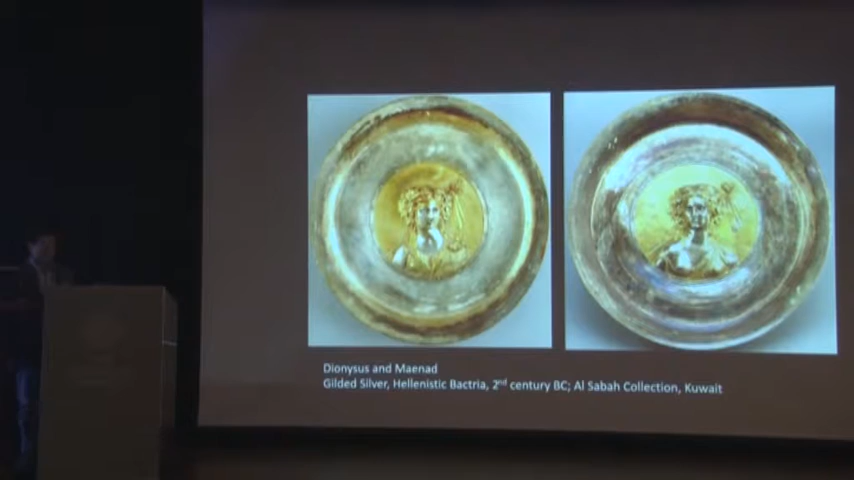 Dionysus and Maenad
Gilded Silver, Hellenistic Bactria, 2nd century BC; Al Sabah Collection, Kuwait